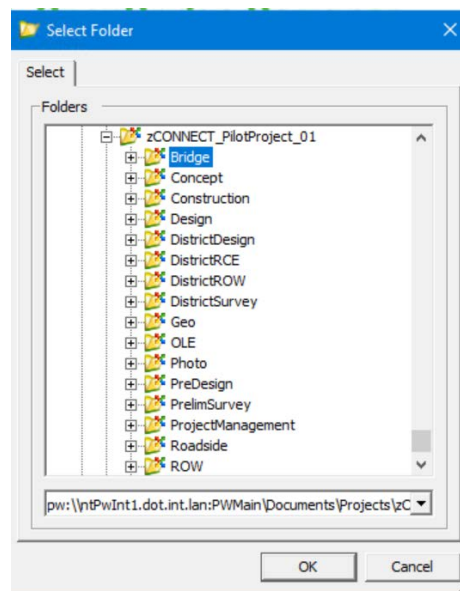 Select Folder
Select
Folders
zCONNECT_PilotProject_01
Bridge
Concept
Construction
Design
DistrictDesign
DistrictRCE
DistrictROW
DistrictSurvey
Geo
OLE
Photo
PreDesign
PrelimSurvey
ProjectManagement
Roadside
ROW
pw:\\ntPwInt1.dot.int.lan:PWMain\Documents\Projects\zC
OK Cancel